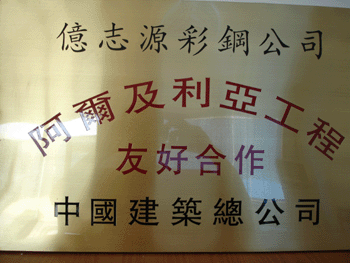 億志源彩鋼公司
阿爾及利亞工程
友好合作
中國建築總公司